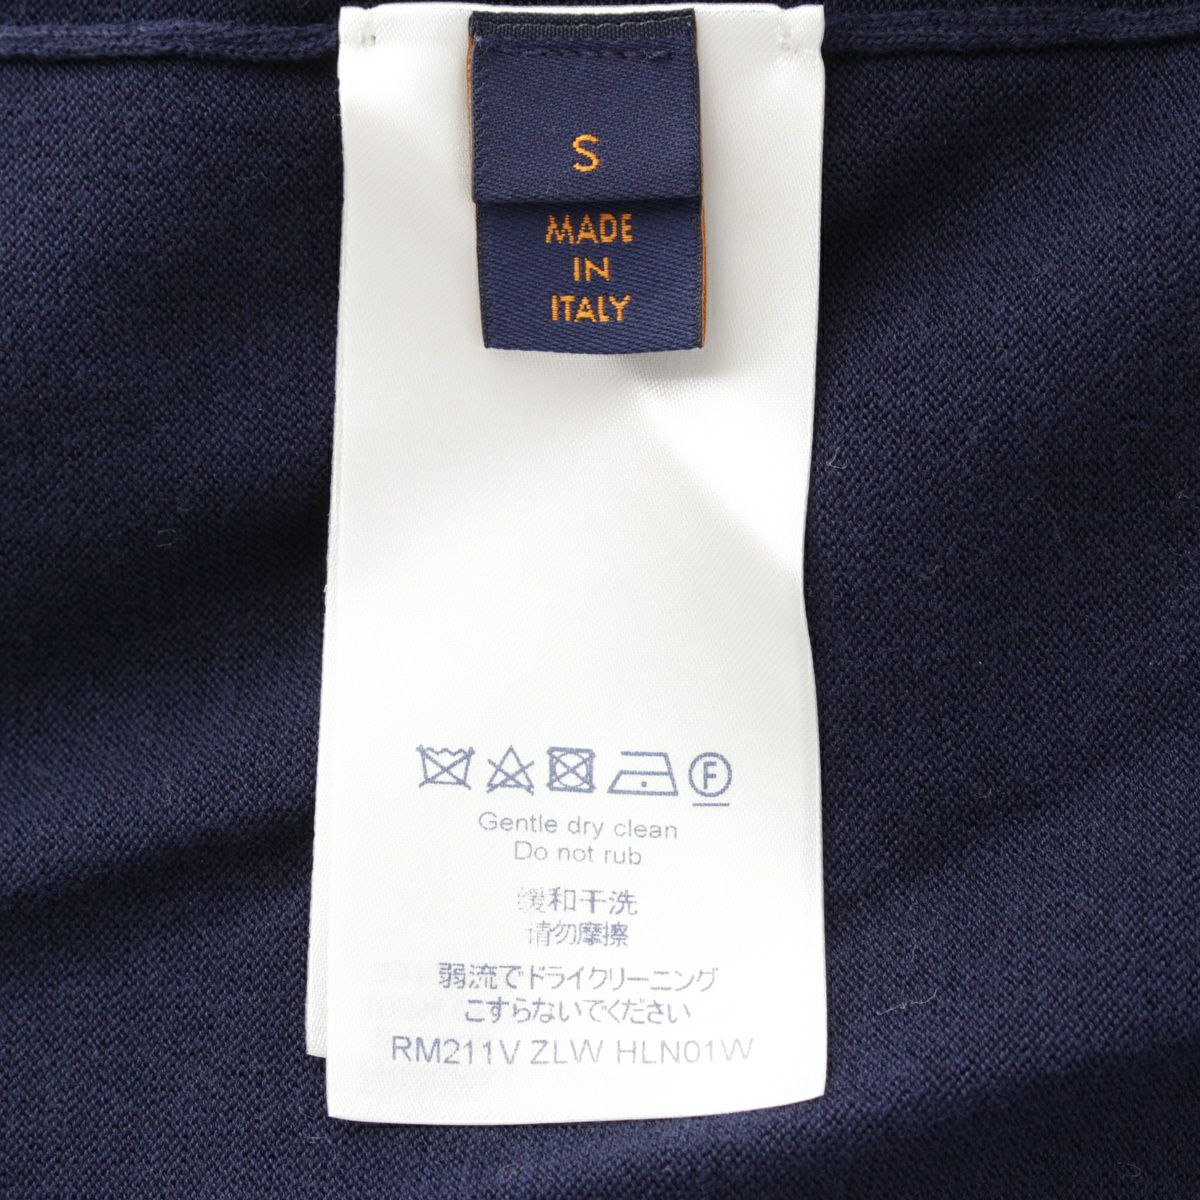 S
MADE
IN
ITALY
F
Gentle dry clean
Do not rub
缓和干洗
请勿摩擦
弱流でドライクリーニング
こすらないでください
RM211V ZLW HLN01W